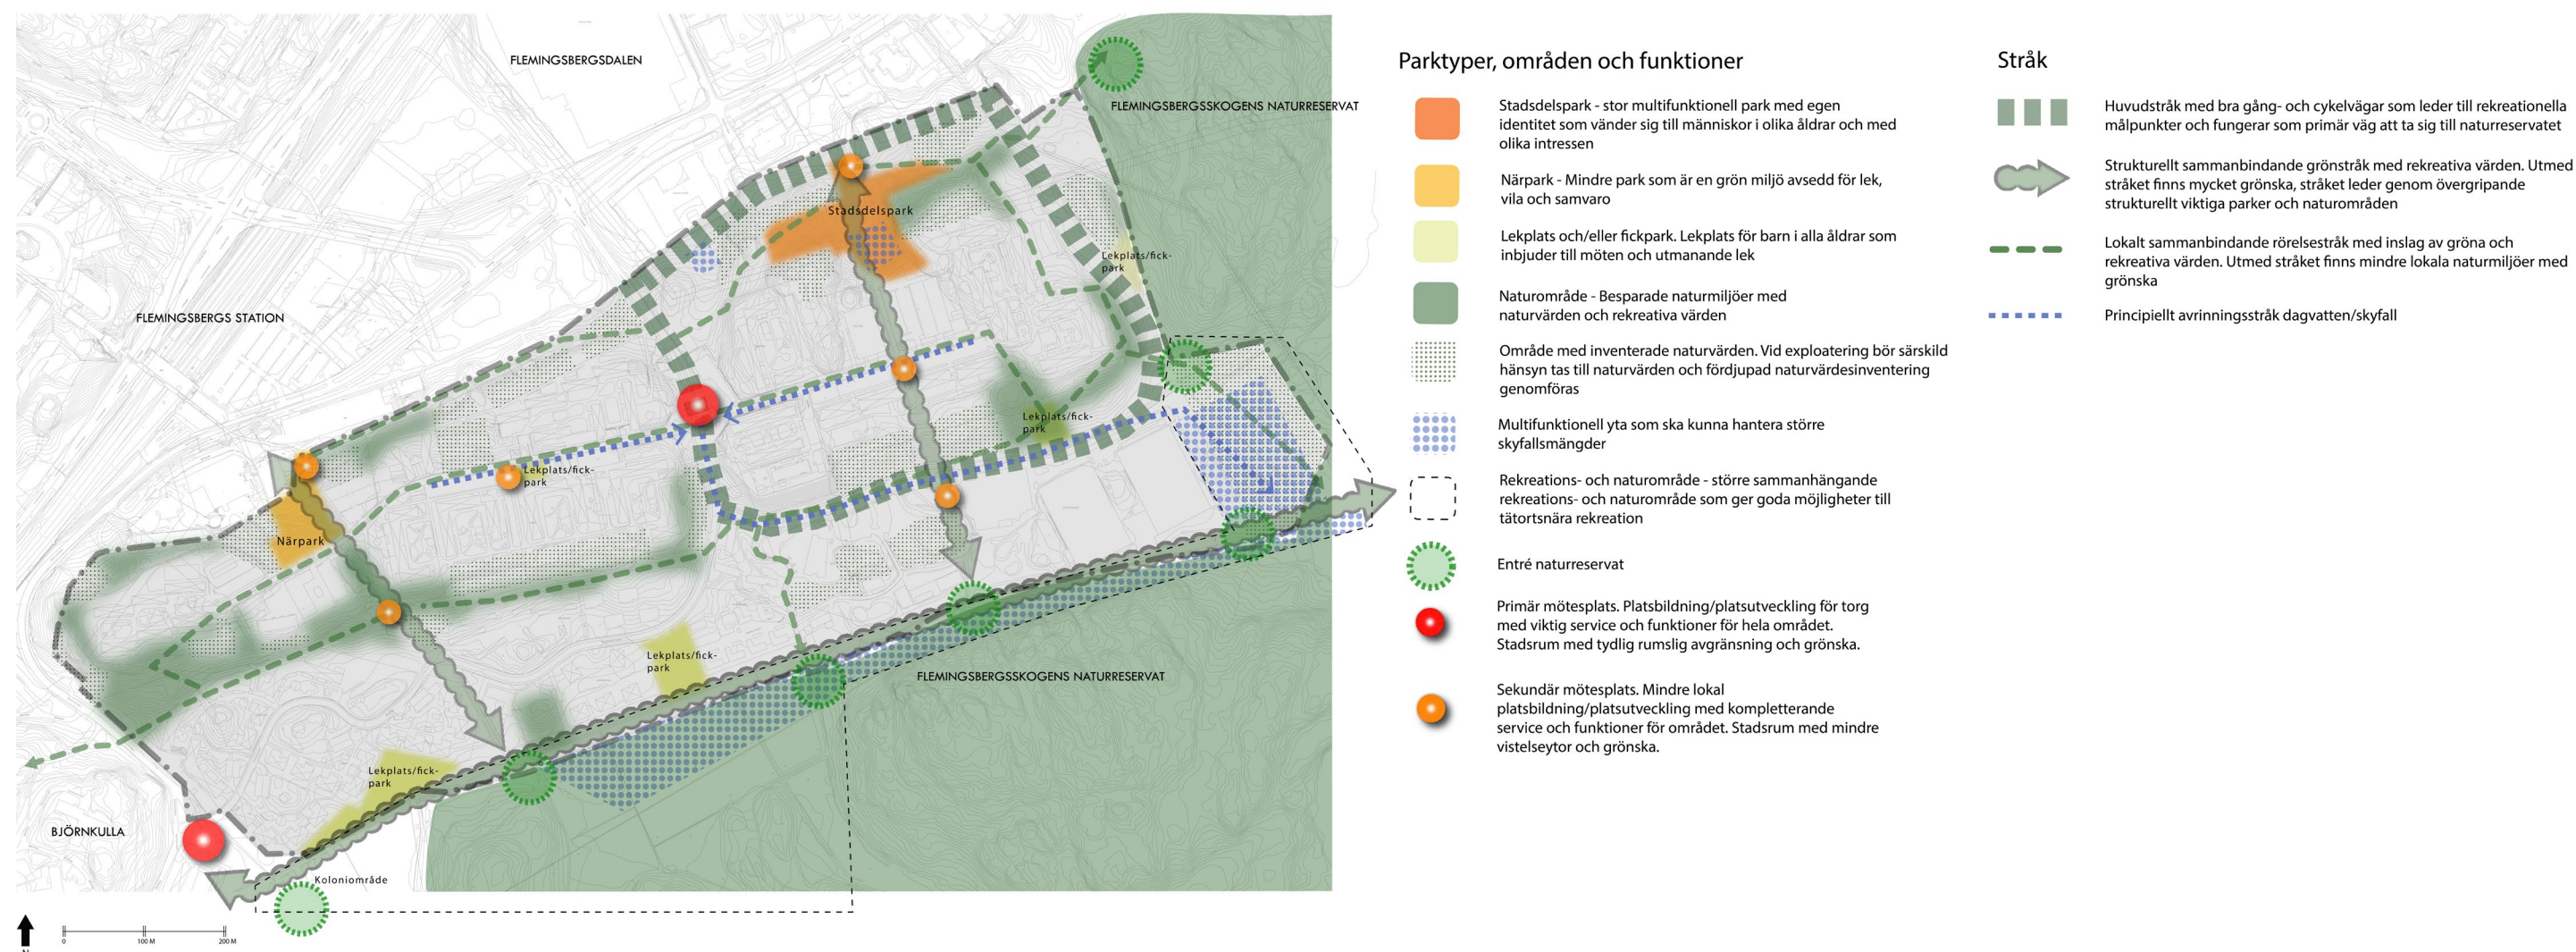 FLEMINGSBERGSDALEN
FLEMINGSBERGSSKOGENS NATURRESERVAT
Stadsdelspark
Lekplats/fick-
park
FLEMINGSBERGS STATION
Lekplats/fick-
park
Lekplats/fick-
park
Närpark
Lekplats/fick-
park
FLEMINGSBERGSSKOGENS NATURRESERVAT
Lekplats/fick-
park
BJÖRNKULLA
Koloniområde
N
0
100 M
200 M
Parktyper, områden och funktioner
Stadsdelspark - stor multifunktionell park med egen
identitet som vänder sig till människor i olika åldrar och med
olika intressen
Närpark - Mindre park som är en grön miljö avsedd för lek,
vila och samvaro
Lekplats och/eller fickpark. Lekplats för barn i alla åldrar som
inbjuder till möten och utmanande lek
Naturområde - Besparade naturmiljöer med
naturvärden och rekreativa värden
Område med inventerade naturvärden. Vid exploatering bör särskild
hänsyn tas till naturvärden och fördjupad naturvärdesinventering
genomföras
Multifunktionell yta som ska kunna hantera större
skyfallsmängder
Rekreations- och naturområde - större sammanhängande
rekreations- och naturområde som ger goda möjligheter till
tätortsnära rekreation
Entré naturreservat
Primär mötesplats. Platsbildning/platsutveckling för torg
med viktig service och funktioner för hela området.
Stadsrum med tydlig rumslig avgränsning och grönska.
Sekundär mötesplats. Mindre lokal
platsbildning/platsutveckling med kompletterande
service och funktioner för området. Stadsrum med mindre
vistelseytor och grönska.
Stråk
Huvudstråk med bra gång- och cykelvägar som leder till rekreationella
målpunkter och fungerar som primär väg att ta sig till naturreservatet
Strukturellt sammanbindande grönstråk med rekreativa värden. Utmed
stråket finns mycket grönska, stråket leder genom övergripande
strukturellt viktiga parker och naturområden
Lokalt sammanbindande rörelsestråk med inslag av gröna och
rekreativa värden. Utmed stråket finns mindre lokala naturmiljöer med
grönska
Principiellt avrinningsstråk dagvatten/skyfall